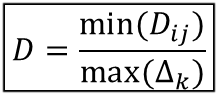 D = min(D_ij) / max(Δ_k)